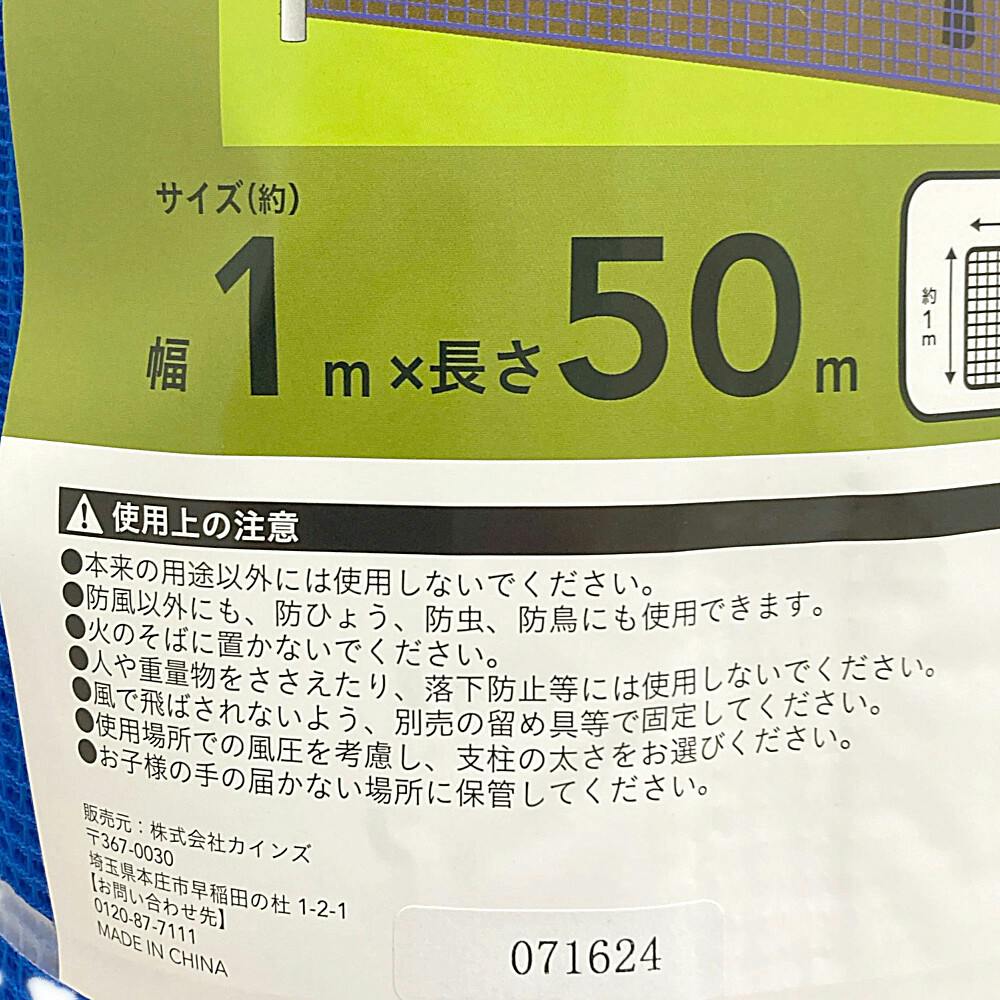 サイズ(約)
幅1m×長さ50m
約1m
使用上の注意
●本来の用途以外には使用しないでください。
●防風以外にも、防ひょう、防虫、防鳥にも使用できます。
●火のそばに置かないでください。
●人や重量物をささえたり、落下防止等には使用しないでください。
●風で飛ばされないよう、別売の留め具等で固定してください。
●使用場所での風圧を考慮し、支柱の太さをお選びください。
●お子様の手の届かない場所に保管してください。
販売元：株式会社カインズ
〒367-0030
埼玉県本庄市早稲田の杜 1-2-1
【お問い合わせ先】
0120-87-7111
MADE IN CHINA
071624